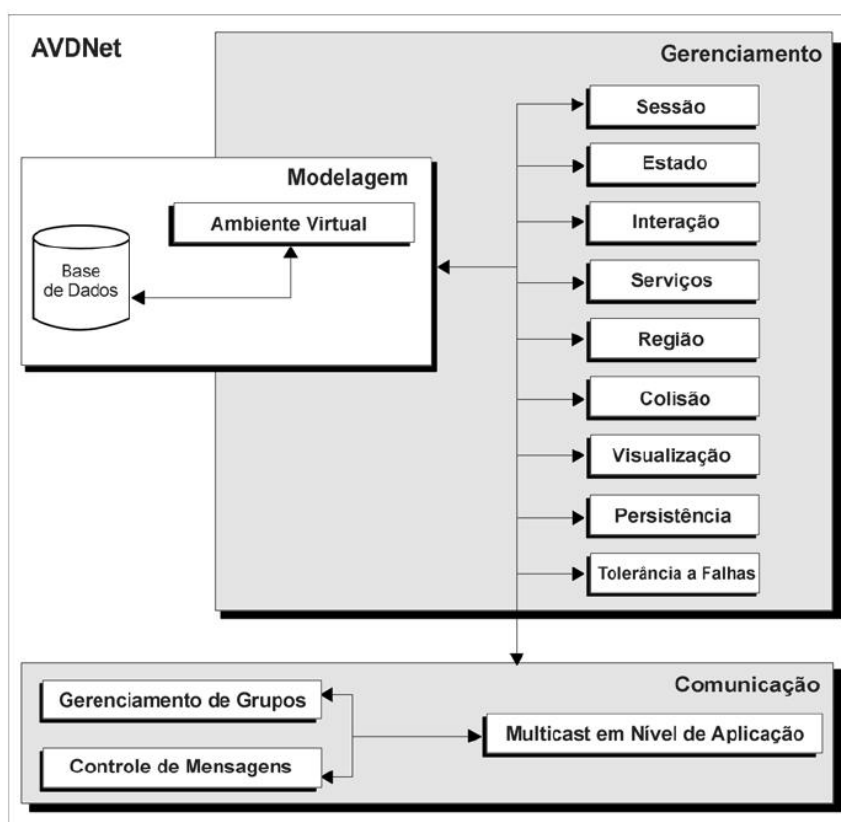 AVDNet
Gerenciamento
Sessão
Estado
Interação
Serviços
Região
Colisão
Visualização
Persistência
Tolerância a Falhas
Modelagem
Ambiente Virtual
Base
de Dados
Comunicação
Gerenciamento de Grupos
Controle de Mensagens
Multicast em Nível de Aplicação